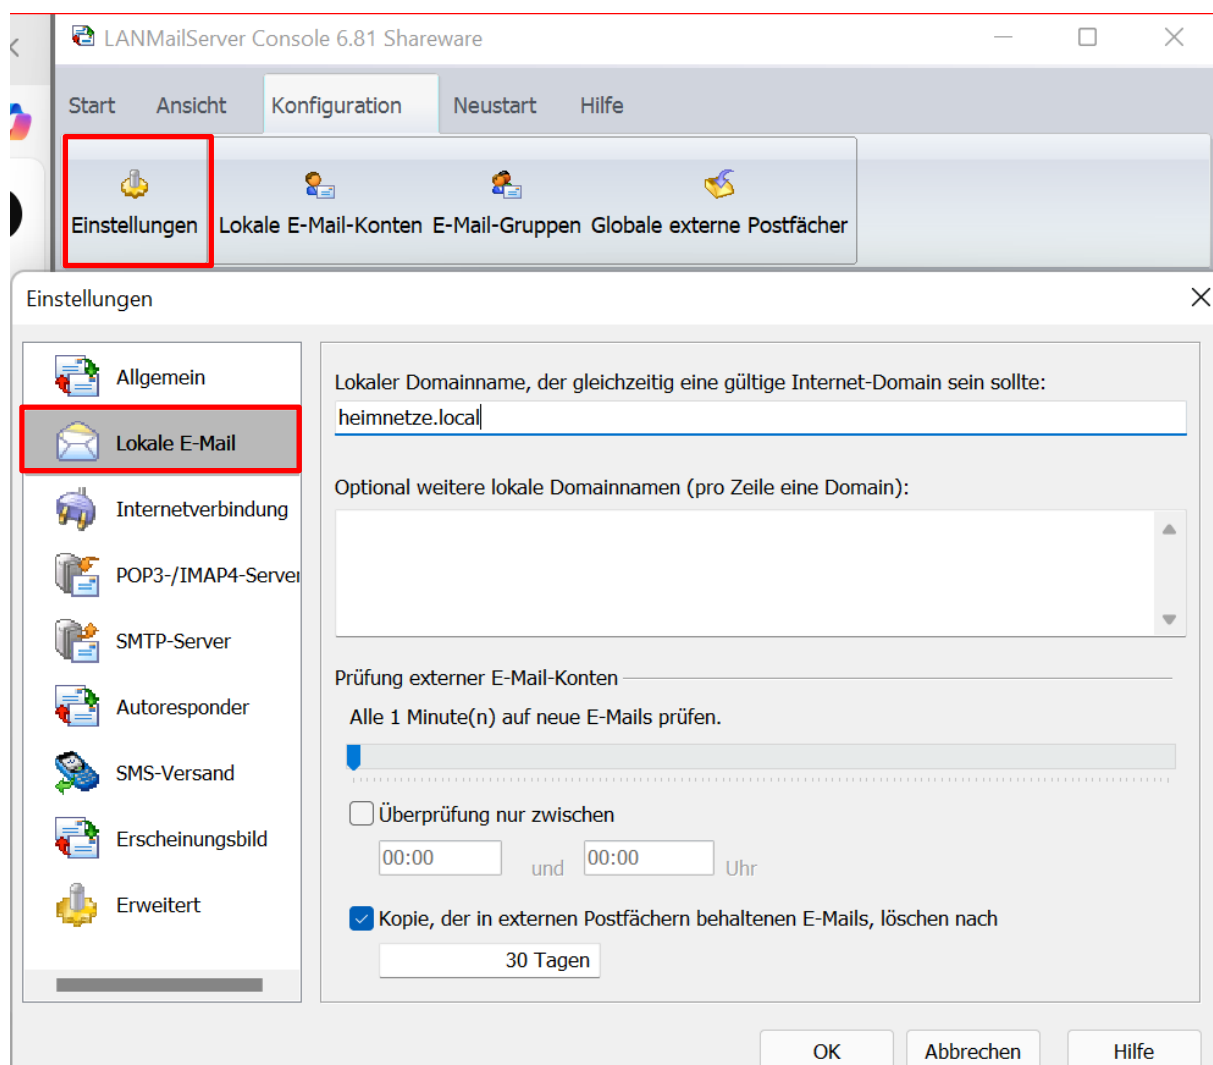 LANMailServer Console 6.81 Shareware
Start Ansicht Konfiguration Neustart Hilfe
Einstellungen Lokale E-Mail-Konten E-Mail-Gruppen Globale externe Postfächer
Einstellungen
Allgemein
Lokale E-Mail
Internetverbindung
POP3-/IMAP4-Server
SMTP-Server
Autoresponder
SMS-Versand
Erscheinungsbild
Erweitert
Lokaler Domainname, der gleichzeitig eine gültige Internet-Domain sein sollte:
heimnetze.local
Optional weitere lokale Domainnamen (pro Zeile eine Domain):
Prüfung externer E-Mail-Konten
Alle 1 Minute(n) auf neue E-Mails prüfen.
Überprüfung nur zwischen
00:00 und 00:00 Uhr
Kopie, der in externen Postfächern behaltenen E-Mails, löschen nach
30 Tagen
OK Abbrechen Hilfe